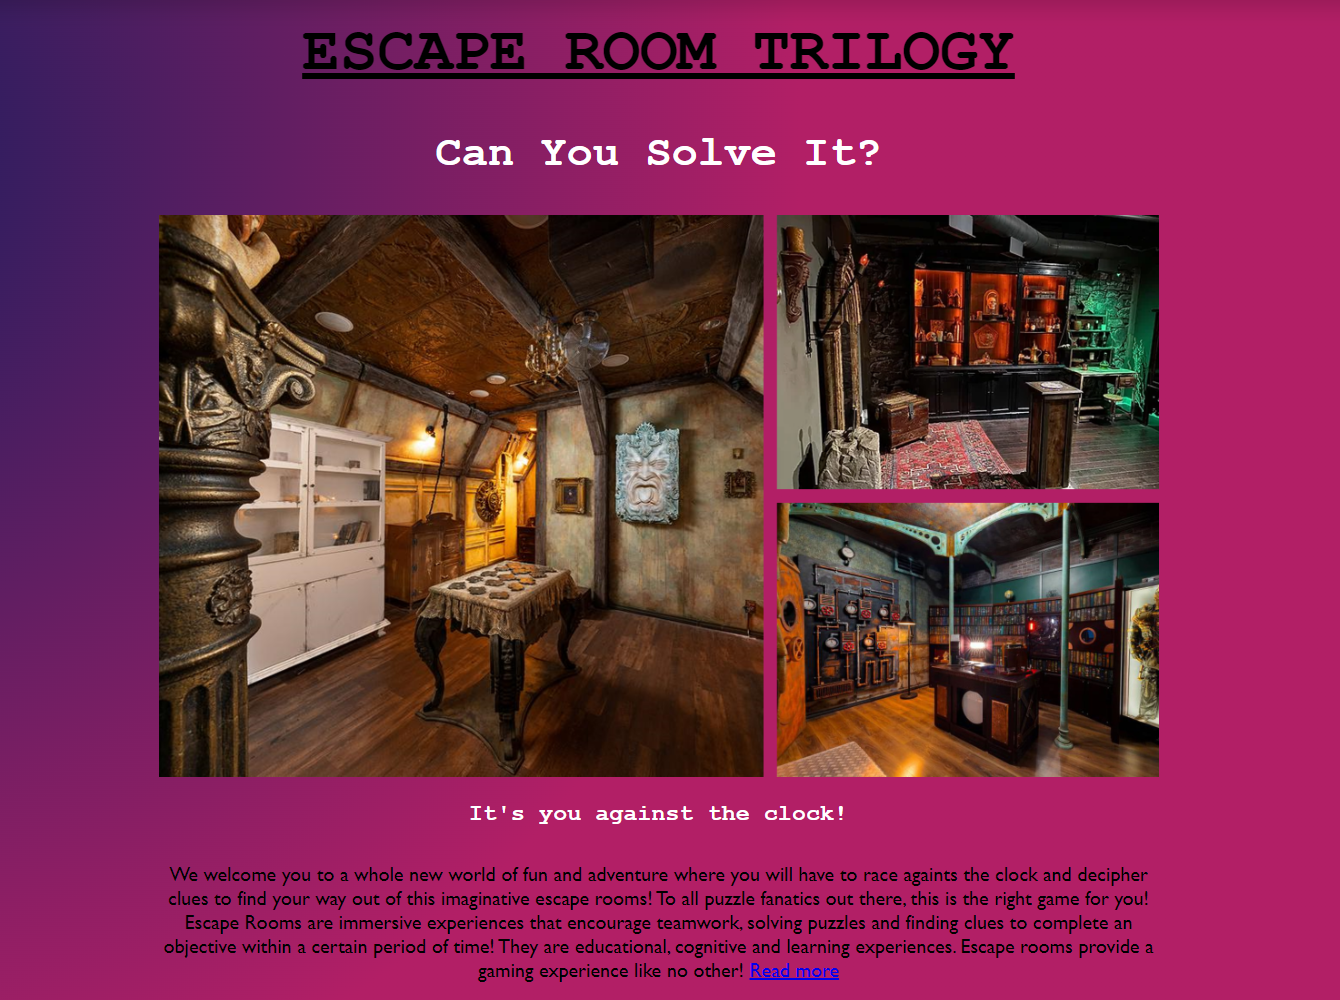 ESCAPE ROOM TRILOGY
Can You Solve It?
It's you against the clock!
We welcome you to a whole new world of fun and adventure where you will have to race againts the clock and decipher
clues to find your way out of this imaginative escape rooms! To all puzzle fanatics out there, this is the right game for you!
Escape Rooms are immersive experiences that encourage teamwork, solving puzzles and finding clues to complete an
objective within a certain period of time! They are educational, cognitive and learning experiences. Escape rooms provide a
gaming experience like no other! Read more